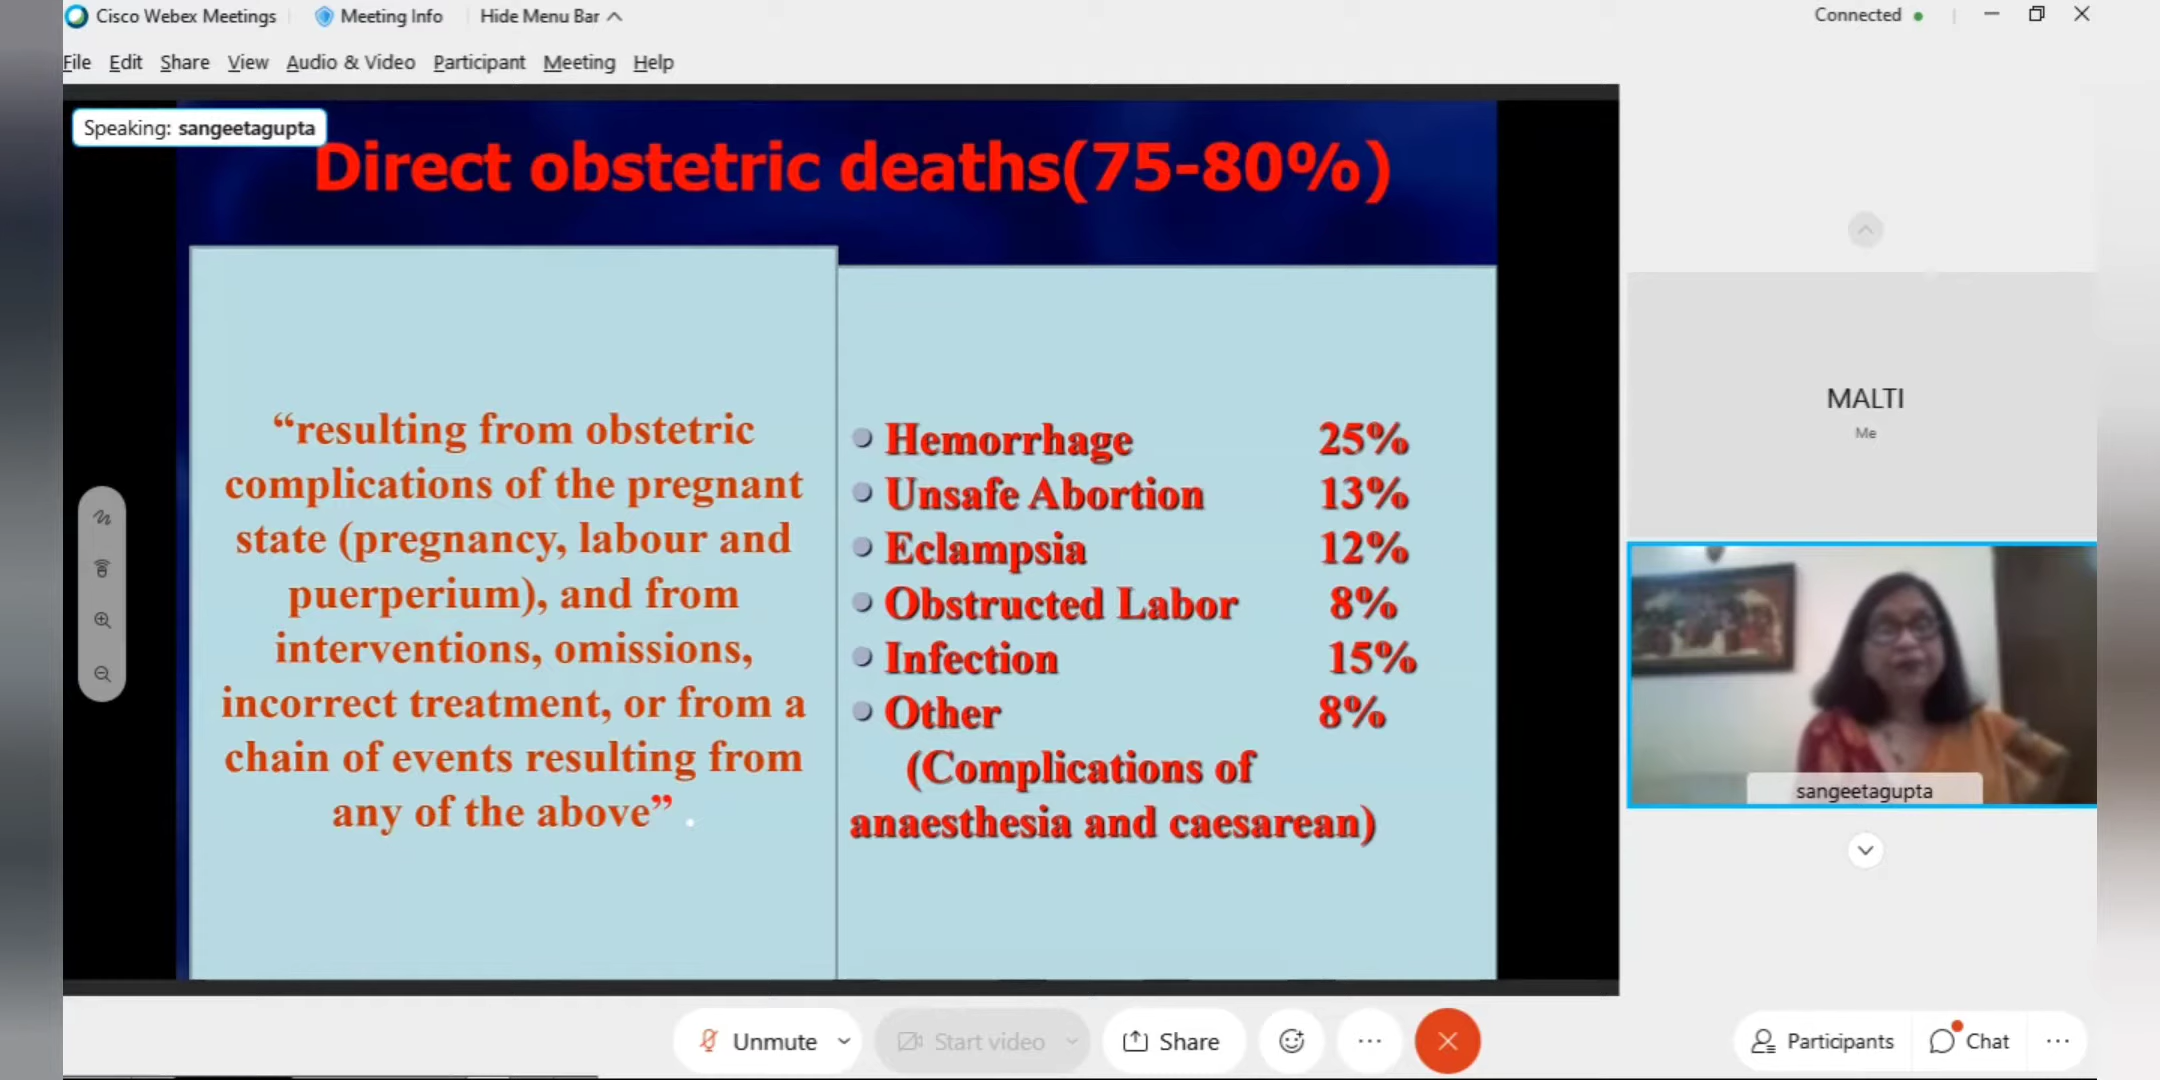 Cisco Webex Meetings Meeting Info Hide Menu Bar
Connected
File Edit Share View Audio & Video Participant Meeting Help
Speaking: sangeetagupta
Direct obstetric deaths(75-80%)
“resulting from obstetric
complications of the pregnant
state (pregnancy, labour and
puerperium), and from
interventions, omissions,
incorrect treatment, or from a
chain of events resulting from
any of the above” .
Hemorrhage 25%
Unsafe Abortion 13%
Eclampsia 12%
Obstructed Labor 8%
Infection 15%
Other 8%
(Complications of
anaesthesia and caesarean)
MALTI
Me
sangeetagupta
Unmute Start video Share Participants Chat